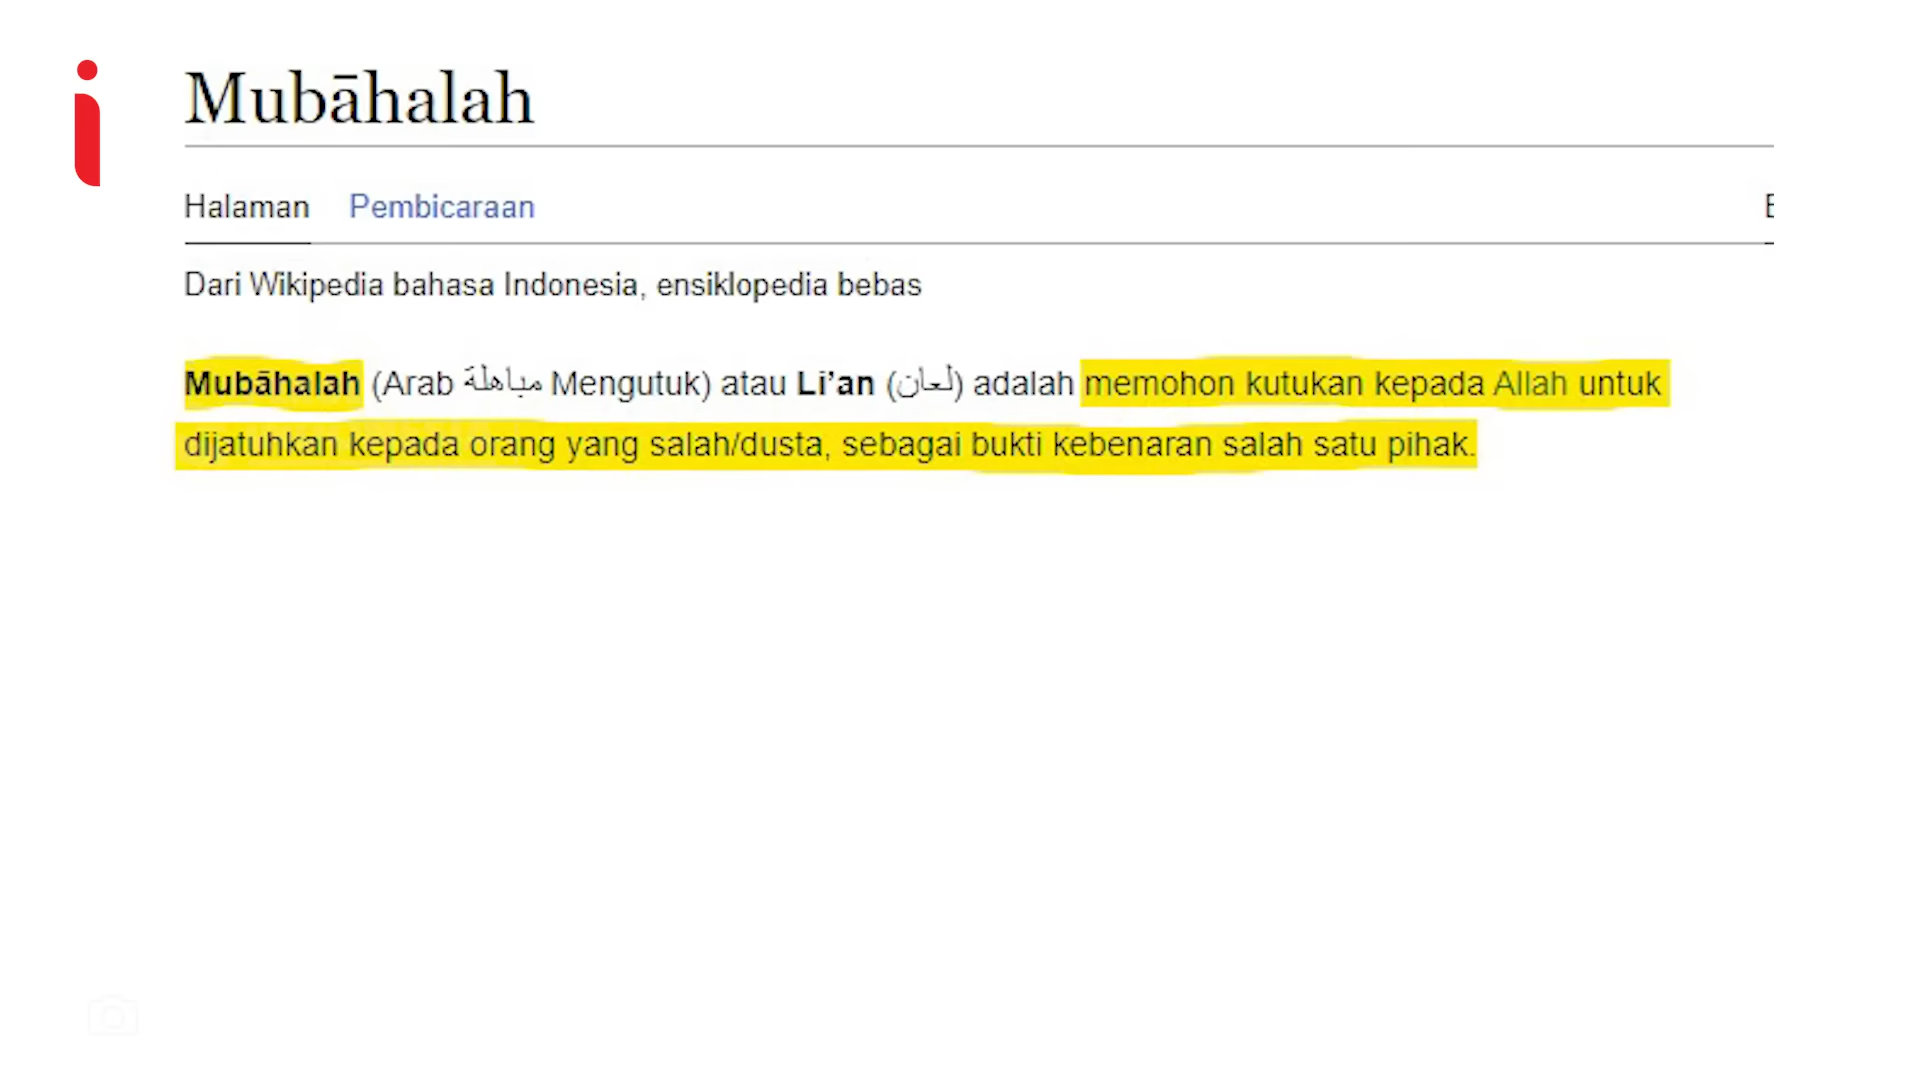 Mubāhalah
Halaman Pembicaraan
Dari Wikipedia bahasa Indonesia, ensiklopedia bebas
Mubāhalah (Arab مباهلة Mengutuk) atau Li’an (لعان) adalah memohon kutukan kepada Allah untuk
dijatuhkan kepada orang yang salah/dusta, sebagai bukti kebenaran salah satu pihak.